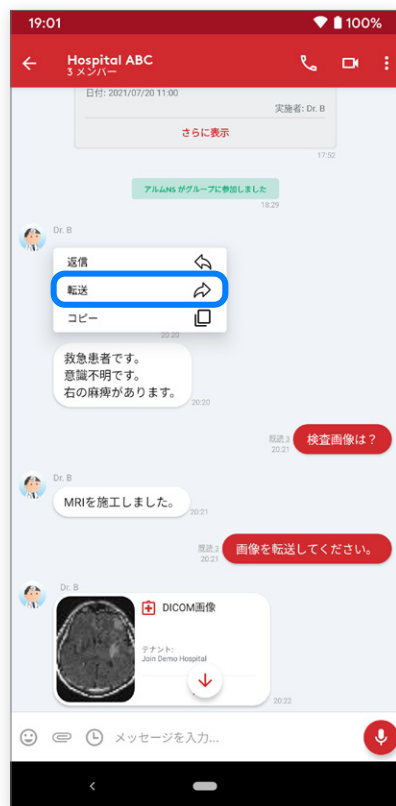 19:01
100%
Hospital ABC
3 メンバー
日付: 2021/07/20 11:00
実施者: Dr. B
さらに表示
17:52
アルムNS がグループに参加しました
18:29
Dr. B
返信
転送
コピー
20:20
救急患者です。
意識不明です。
右の麻痺があります。
20:20
既読 3
20:21
検査画像は？
Dr. B
MRIを施工しました。
20:21
既読 3
20:21
画像を転送してください。
Dr. B
DICOM画像
テナント:
Join Demo Hospital
20:22
メッセージを入力...